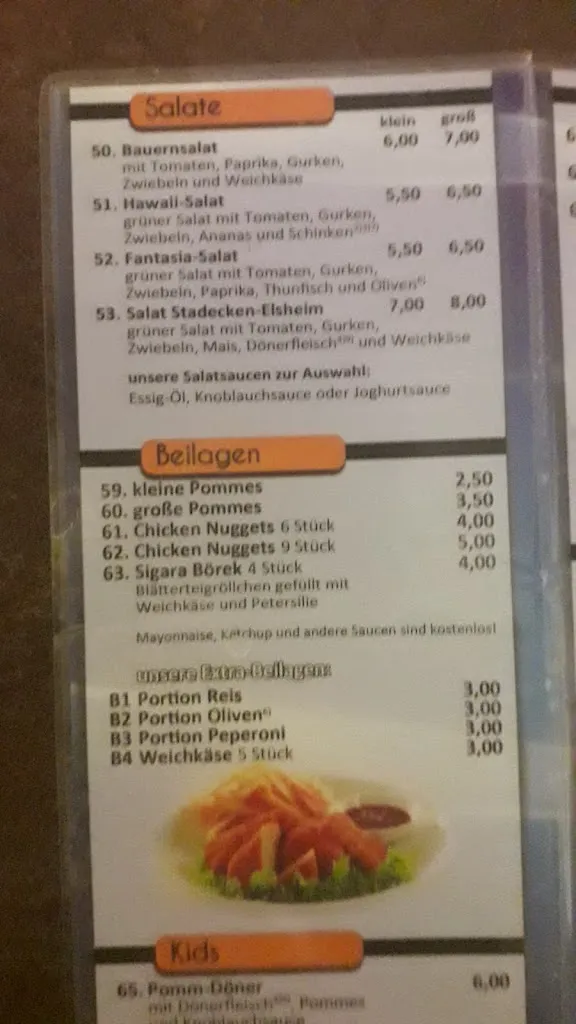 Salate
klein groß
50. Bauernsalat 6,00 7,00
mit Tomaten, Paprika, Gurken,
Zwiebeln und Weichkäse
51. Hawaii-Salat 5,50 6,50
grüner Salat mit Tomaten, Gurken,
Zwiebeln, Ananas und Schinken
52. Fantasia-Salat 5,50 6,50
grüner Salat mit Tomaten, Gurken,
Zwiebeln, Paprika, Thunfisch und Oliven
53. Salat Stadecken-Elsheim 7,00 8,00
grüner Salat mit Tomaten, Gurken,
Zwiebeln, Mais, Dönerfleisch und Weichkäse
unsere Salatsaucen zur Auswahl:
Essig-Öl, Knoblauchsauce oder Joghurtsauce
Beilagen
59. kleine Pommes 2,50
60. große Pommes 3,50
61. Chicken Nuggets 6 Stück 4,00
62. Chicken Nuggets 9 Stück 5,00
63. Sigara Börek 4 Stück 4,00
Blätterteigröllchen gefüllt mit
Weichkäse und Petersilie
Mayonnaise, Ketchup und andere Saucen sind kostenlos!
unsere Extra-Beilagen:
B1 Portion Reis 3,00
B2 Portion Oliven 3,00
B3 Portion Peperoni 3,00
B4 Weichkäse 5 Stück 3,00
Kids
65. Pomm-Döner 6,00
mit Dönerfleisch, Pommes
und Knoblauchsauce